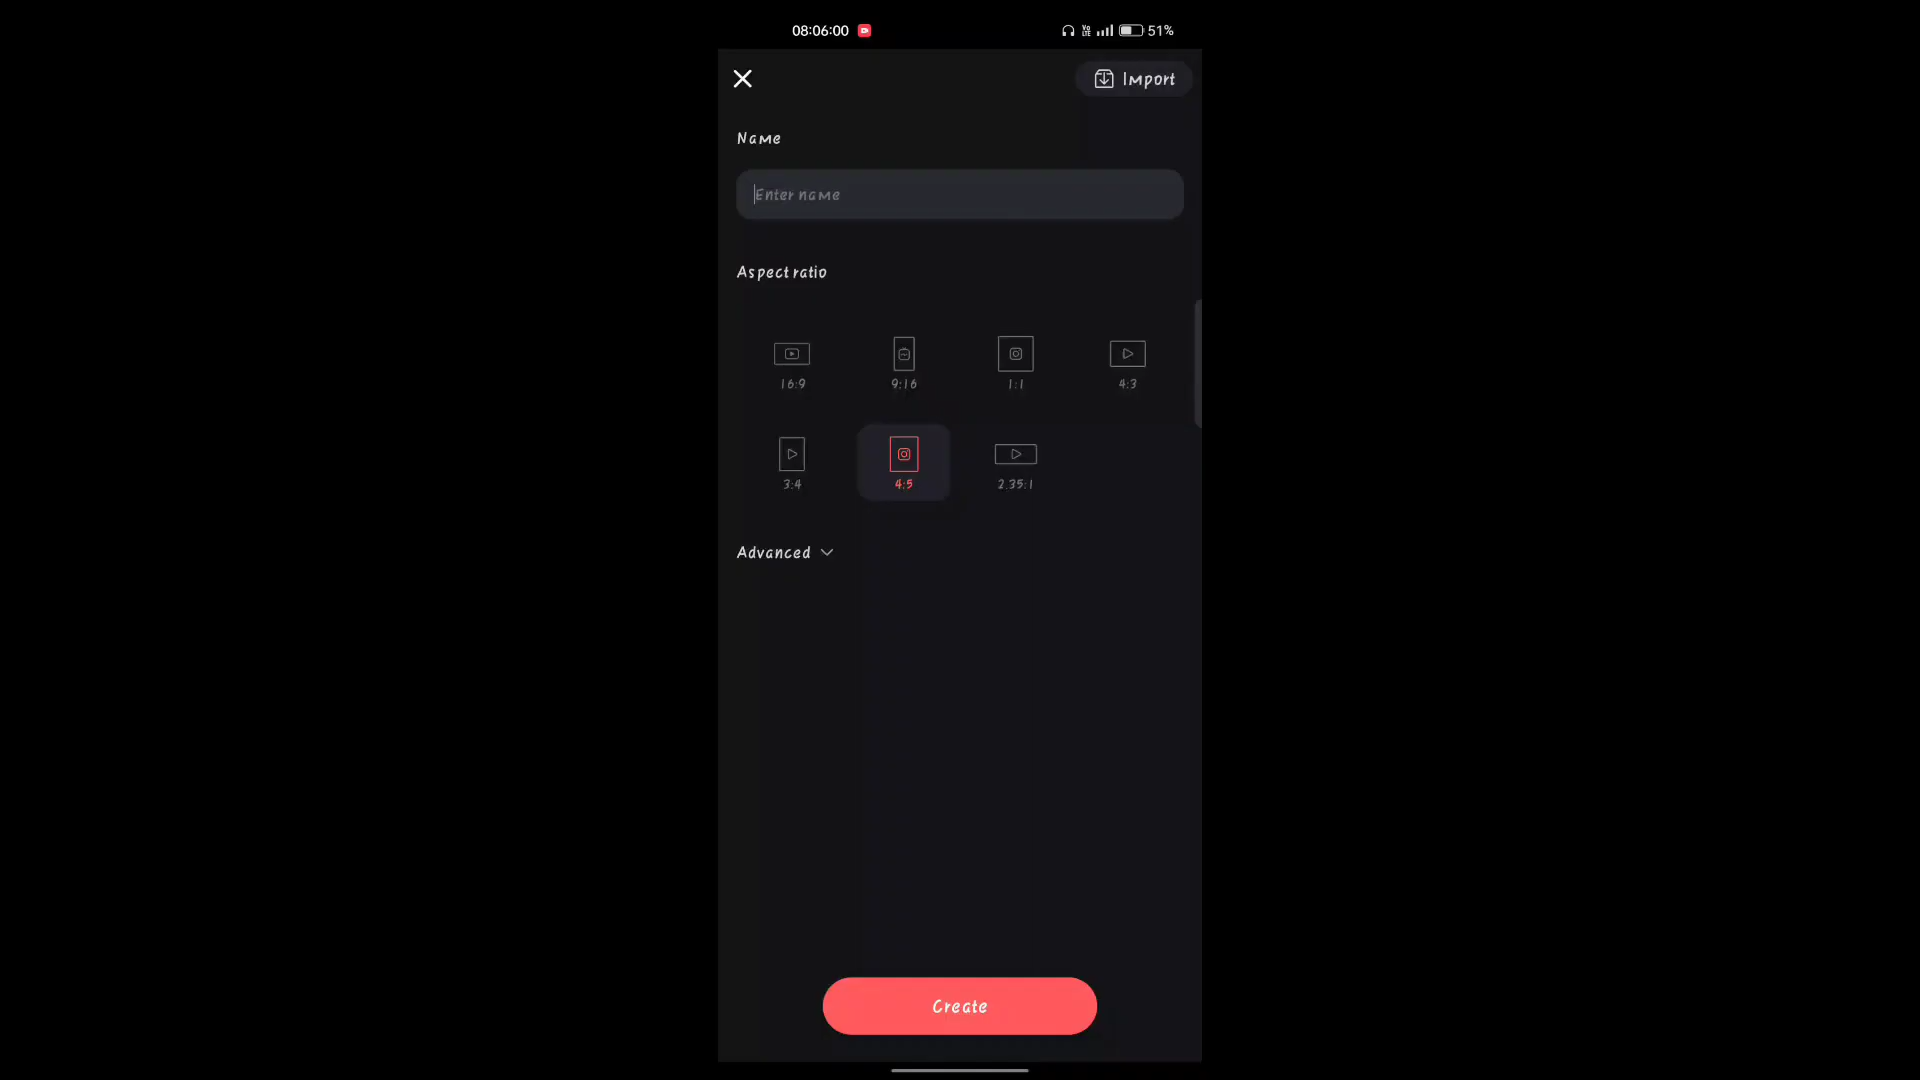 08:06:00 51%
Import
Name
Enter name
Aspect ratio
16:9 9:16 1:1 4:3
3:4 4:5 2.35:1
Advanced
Create